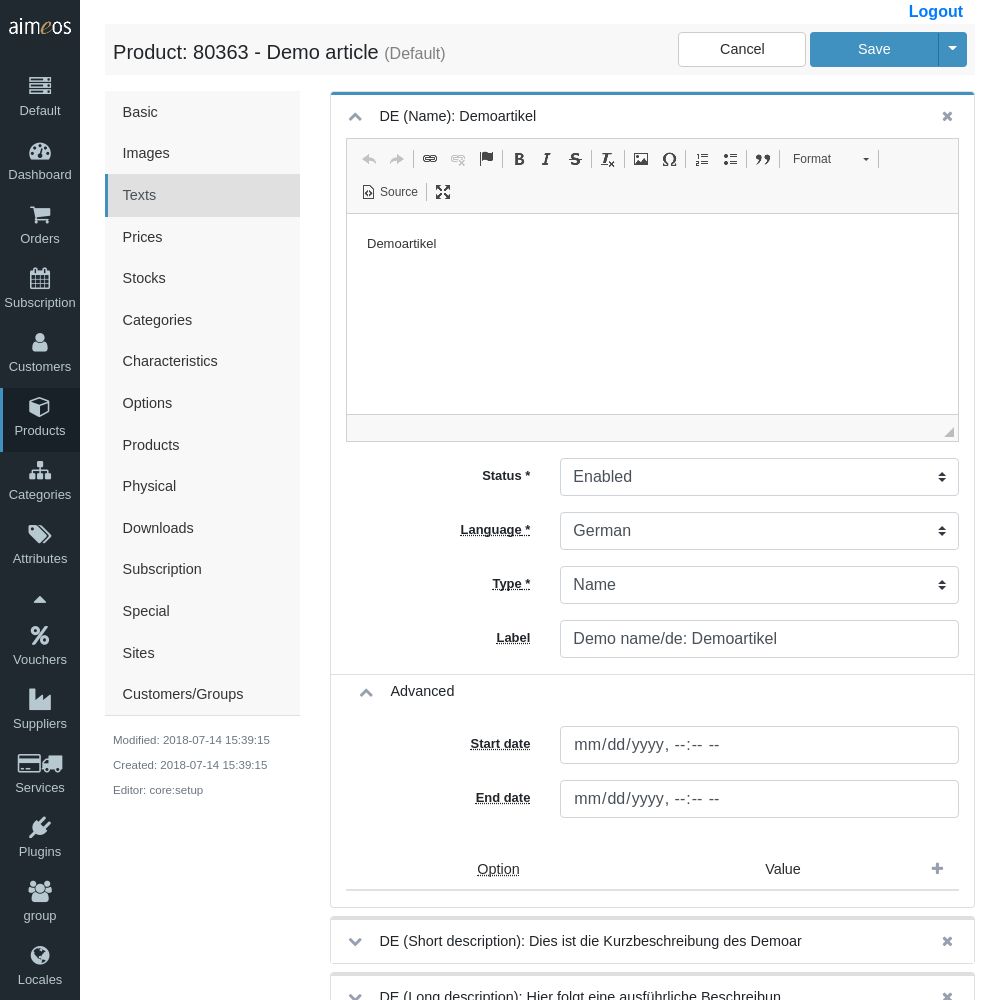 Logout
aimeos
Default
Dashboard
Orders
Subscription
Customers
Products
Categories
Attributes
Vouchers
Suppliers
Services
Plugins
group
Locales
Product: 80363 - Demo article (Default)
Cancel
Save
Basic
Images
Texts
Prices
Stocks
Categories
Characteristics
Options
Products
Physical
Downloads
Subscription
Special
Sites
Customers/Groups
Modified: 2018-07-14 15:39:15
Created: 2018-07-14 15:39:15
Editor: core:setup
DE (Name): Demoartikel
Format
Source
Demoartikel
Status * Enabled
Language * German
Type * Name
Label Demo name/de: Demoartikel
Advanced
Start date mm/dd/yyyy, --:-- --
End date mm/dd/yyyy, --:-- --
Option Value
DE (Short description): Dies ist die Kurzbeschreibung des Demoar
DE (Long description): Hier folgt eine ausführliche Beschreibun